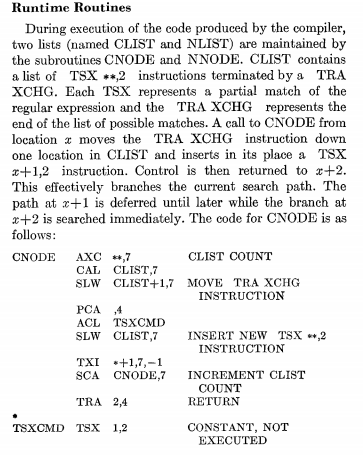 Runtime Routines
During execution of the code produced by the compiler,
two lists (named CLIST and NLIST) are maintained by
the subroutines CNODE and NNODE. CLIST contains
a list of TSX **,2 instructions terminated by a TRA
XCHG. Each TSX represents a partial match of the
regular expression and the TRA XCHG represents the
end of the list of possible matches. A call to CNODE from
location x moves the TRA XCHG instruction down
one location in CLIST and inserts in its place a TSX
x+1,2 instruction. Control is then returned to x+2.
This effectively branches the current search path. The
path at x+1 is deferred until later while the branch at
x+2 is searched immediately. The code for CNODE is as
follows:
CNODE AXC **,7 CLIST COUNT
CAL CLIST,7
SLW CLIST+1,7 MOVE TRA XCHG
INSTRUCTION
PCA ,4
ACL TSXCMD
SLW CLIST,7 INSERT NEW TSX **,2
INSTRUCTION
TXI *+1,7,-1
SCA CNODE,7 INCREMENT CLIST
COUNT
TRA 2,4 RETURN
•
TSXCMD TSX 1,2 CONSTANT, NOT
EXECUTED